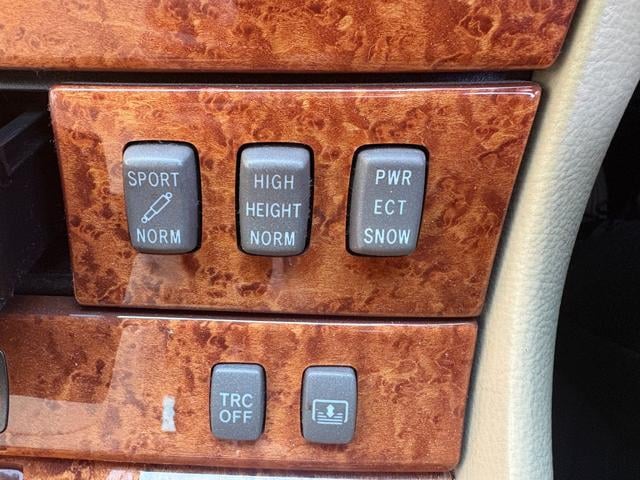 SPORT
NORM
HIGH
HEIGHT
NORM
PWR
ECT
SNOW
TRC
OFF